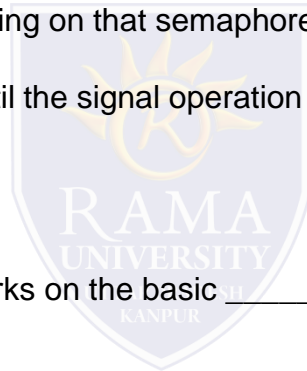 ing on that semaphore
il the signal operation
RAMA
UNIVERSITY
rks on the basic ______
KANPUR